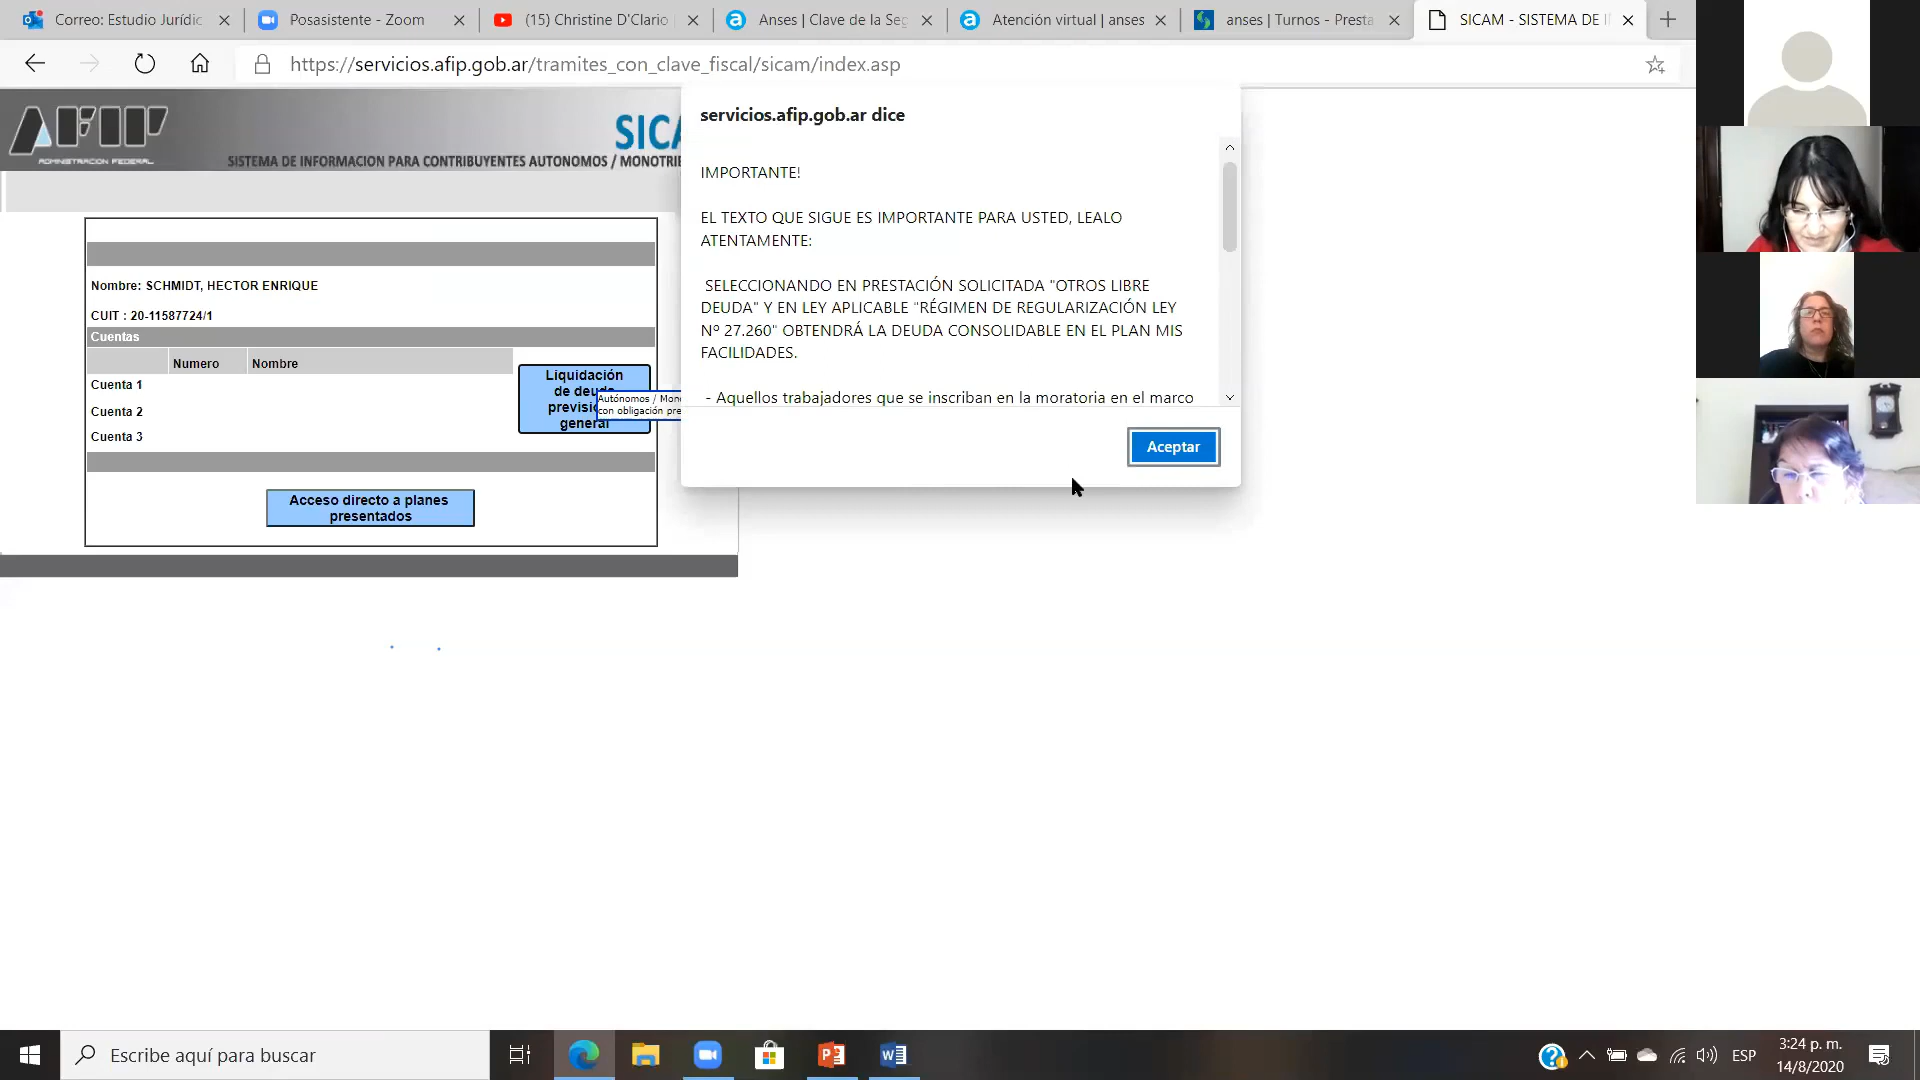 Correo: Estudio Jurídic
Posasistente - Zoom
(15) Christine D'Clario
Anses | Clave de la Seg
Atención virtual | anses
anses | Turnos - Presta
SICAM - SISTEMA DE I
https://servicios.afip.gob.ar/tramites_con_clave_fiscal/sicam/index.asp
AFIP
ADMINISTRACION FEDERAL
SICA
SISTEMA DE INFORMACION PARA CONTRIBUYENTES AUTONOMOS / MONOTRIB
servicios.afip.gob.ar dice
IMPORTANTE!
EL TEXTO QUE SIGUE ES IMPORTANTE PARA USTED, LEALO
ATENTAMENTE:
SELECCIONANDO EN PRESTACIÓN SOLICITADA "OTROS LIBRE
DEUDA" Y EN LEY APLICABLE "RÉGIMEN DE REGULARIZACIÓN LEY
Nº 27.260" OBTENDRÁ LA DEUDA CONSOLIDABLE EN EL PLAN MIS
FACILIDADES.
- Aquellos trabajadores que se inscriban en la moratoria en el marco
Aceptar
Nombre: SCHMIDT, HECTOR ENRIQUE
CUIT : 20-11587724/1
Cuentas
Numero Nombre
Cuenta 1
Cuenta 2
Cuenta 3
Liquidación
de deuda
previsio
general
Autónomos / Mono
con obligación pre
Acceso directo a planes
presentados
Escribe aquí para buscar
ESP
3:24 p. m.
14/8/2020